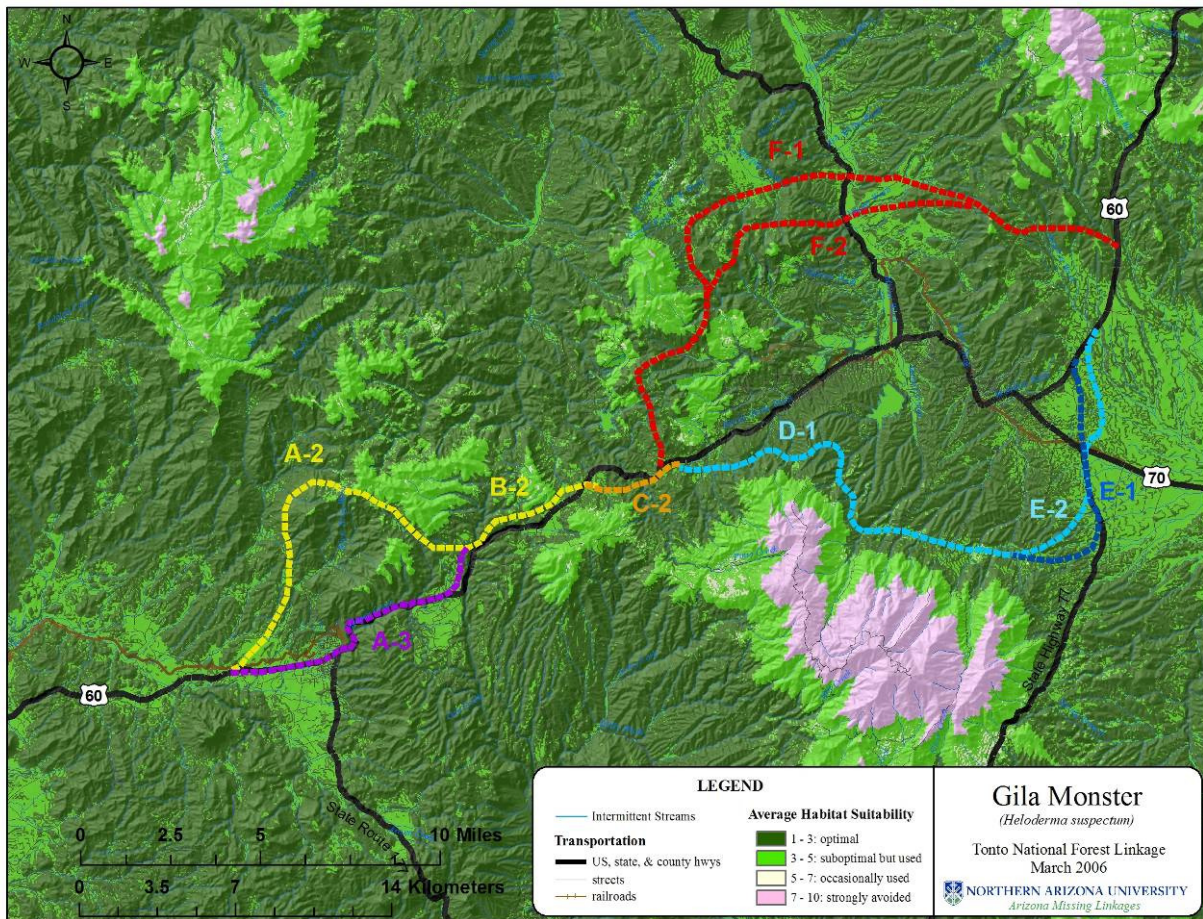 N
W E
S
F-1
60
F-2
A-2
D-1
B-2
70
C-2
E-1
E-2
A-3
State Highway 77
60
State Route 177
0 2.5 5 10 Miles
0 3.5 7 14 Kilometers
LEGEND
Intermittent Streams
Transportation
US, state, & county hwys
streets
railroads
Average Habitat Suitability
1 - 3: optimal
3 - 5: suboptimal but used
5 - 7: occasionally used
7 - 10: strongly avoided
Gila Monster
(Heloderma suspectum)
Tonto National Forest Linkage
March 2006
NORTHERN ARIZONA UNIVERSITY
Arizona Missing Linkages